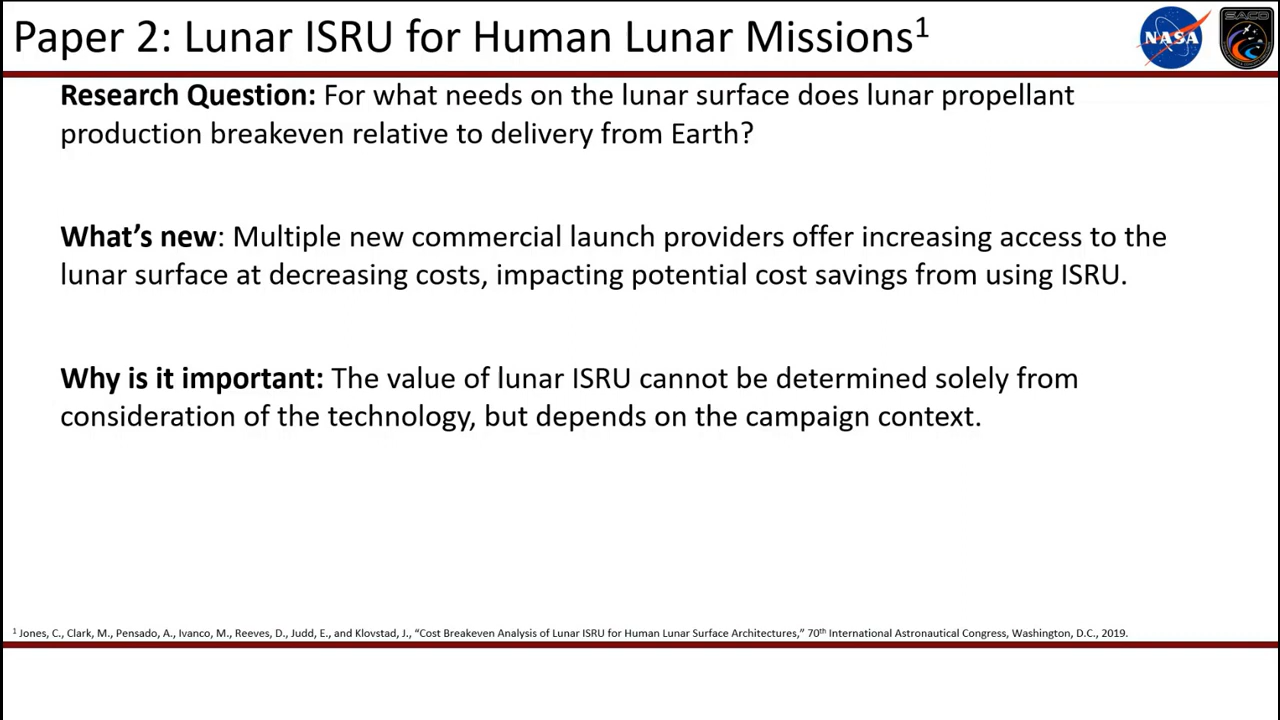 Paper 2: Lunar ISRU for Human Lunar Missions¹
NASA
SACD
Research Question: For what needs on the lunar surface does lunar propellant
production breakeven relative to delivery from Earth?
What’s new: Multiple new commercial launch providers offer increasing access to the
lunar surface at decreasing costs, impacting potential cost savings from using ISRU.
Why is it important: The value of lunar ISRU cannot be determined solely from
consideration of the technology, but depends on the campaign context.
¹ Jones, C., Clark, M., Pensado, A., Ivanco, M., Reeves, D., Judd, E., and Klovstad, J., “Cost Breakeven Analysis of Lunar ISRU for Human Lunar Surface Architectures,” 70th International Astronautical Congress, Washington, D.C., 2019.